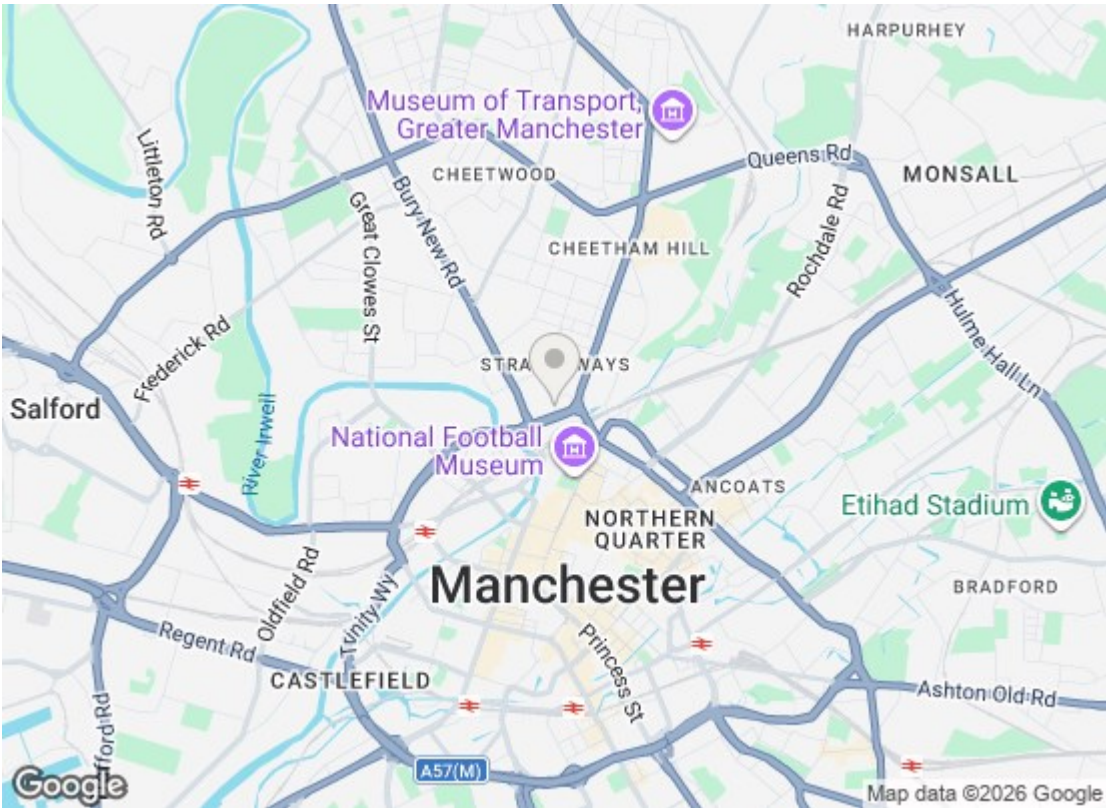 HARPURHEY
Museum of Transport,
Greater Manchester
Littleton Rd
CHEETWOOD
Queens Rd
MONSALL
Great Clowes St
Bury New Rd
Rochdale Rd
CHEETHAM HILL
Hulme Hall Ln
Frederick Rd
Salford
River Irwell
National Football
Museum
ANCOATS
Etihad Stadium
NORTHERN
QUARTER
Manchester
BRADFORD
Oldfield Rd
Trinity Wy
Regent Rd
Princess St
CASTLEFIELD
Ashton Old Rd
A57(M)
Google
Map data ©2026 Google